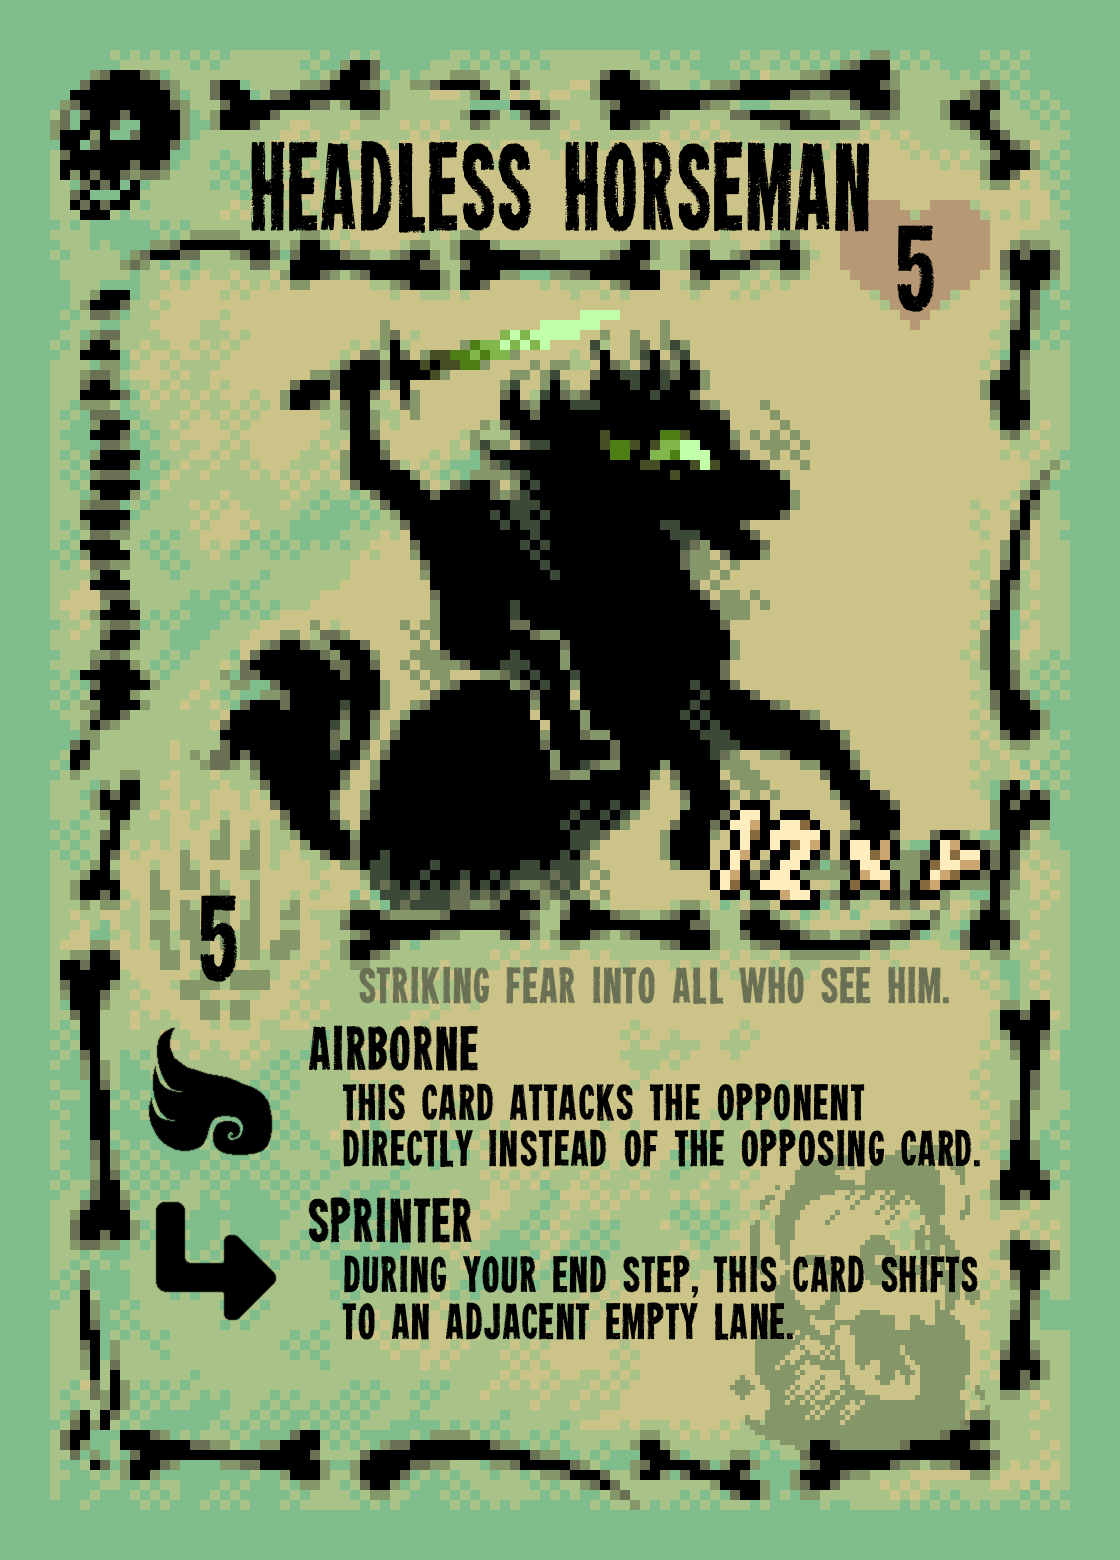 HEADLESS HORSEMAN
5
12 X
5
STRIKING FEAR INTO ALL WHO SEE HIM.
AIRBORNE
THIS CARD ATTACKS THE OPPONENT
DIRECTLY INSTEAD OF THE OPPOSING CARD.
SPRINTER
DURING YOUR END STEP, THIS CARD SHIFTS
TO AN ADJACENT EMPTY LANE.